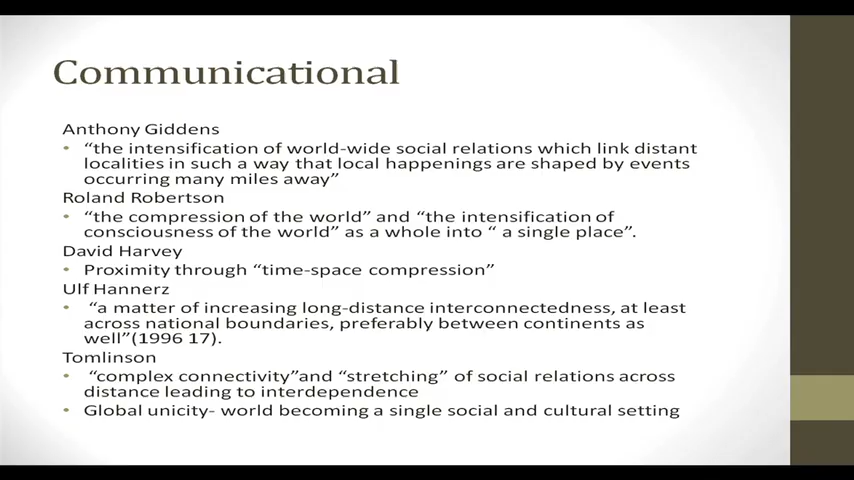 Communicational
Anthony Giddens
• “the intensification of world-wide social relations which link distant
localities in such a way that local happenings are shaped by events
occurring many miles away”
Roland Robertson
• “the compression of the world” and “the intensification of
consciousness of the world” as a whole into “ a single place”.
David Harvey
• Proximity through “time-space compression”
Ulf Hannerz
• “a matter of increasing long-distance interconnectedness, at least
across national boundaries, preferably between continents as
well”(1996 17).
Tomlinson
• “complex connectivity”and “stretching” of social relations across
distance leading to interdependence
• Global unicity- world becoming a single social and cultural setting